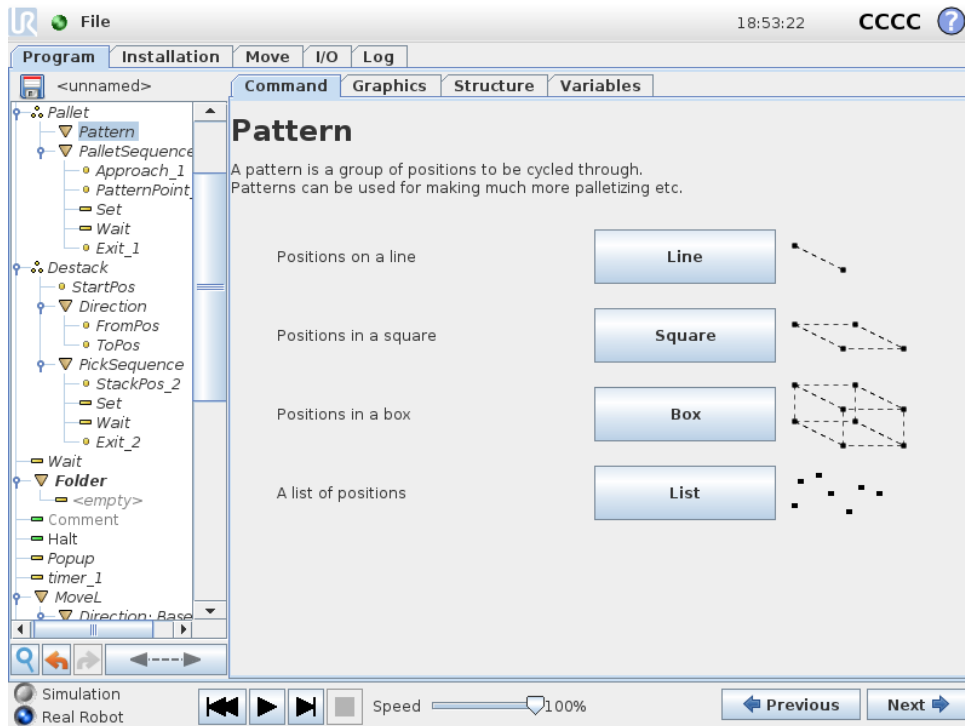 UR File 18:53:22 CCCC ?
Program Installation Move I/O Log
<unnamed> Command Graphics Structure Variables
Pallet
Pattern
PalletSequence
Approach_1
PatternPoint_
Set
Wait
Exit_1
Destack
StartPos
Direction
FromPos
ToPos
PickSequence
StackPos_2
Set
Wait
Exit_2
Wait
Folder
<empty>
Comment
Halt
Popup
timer_1
MoveL
Direction: Base
Pattern
A pattern is a group of positions to be cycled through.
Patterns can be used for making much more palletizing etc.
Positions on a line Line
Positions in a square Square
Positions in a box Box
A list of positions List
Simulation
Real Robot
Speed 100%
Previous Next